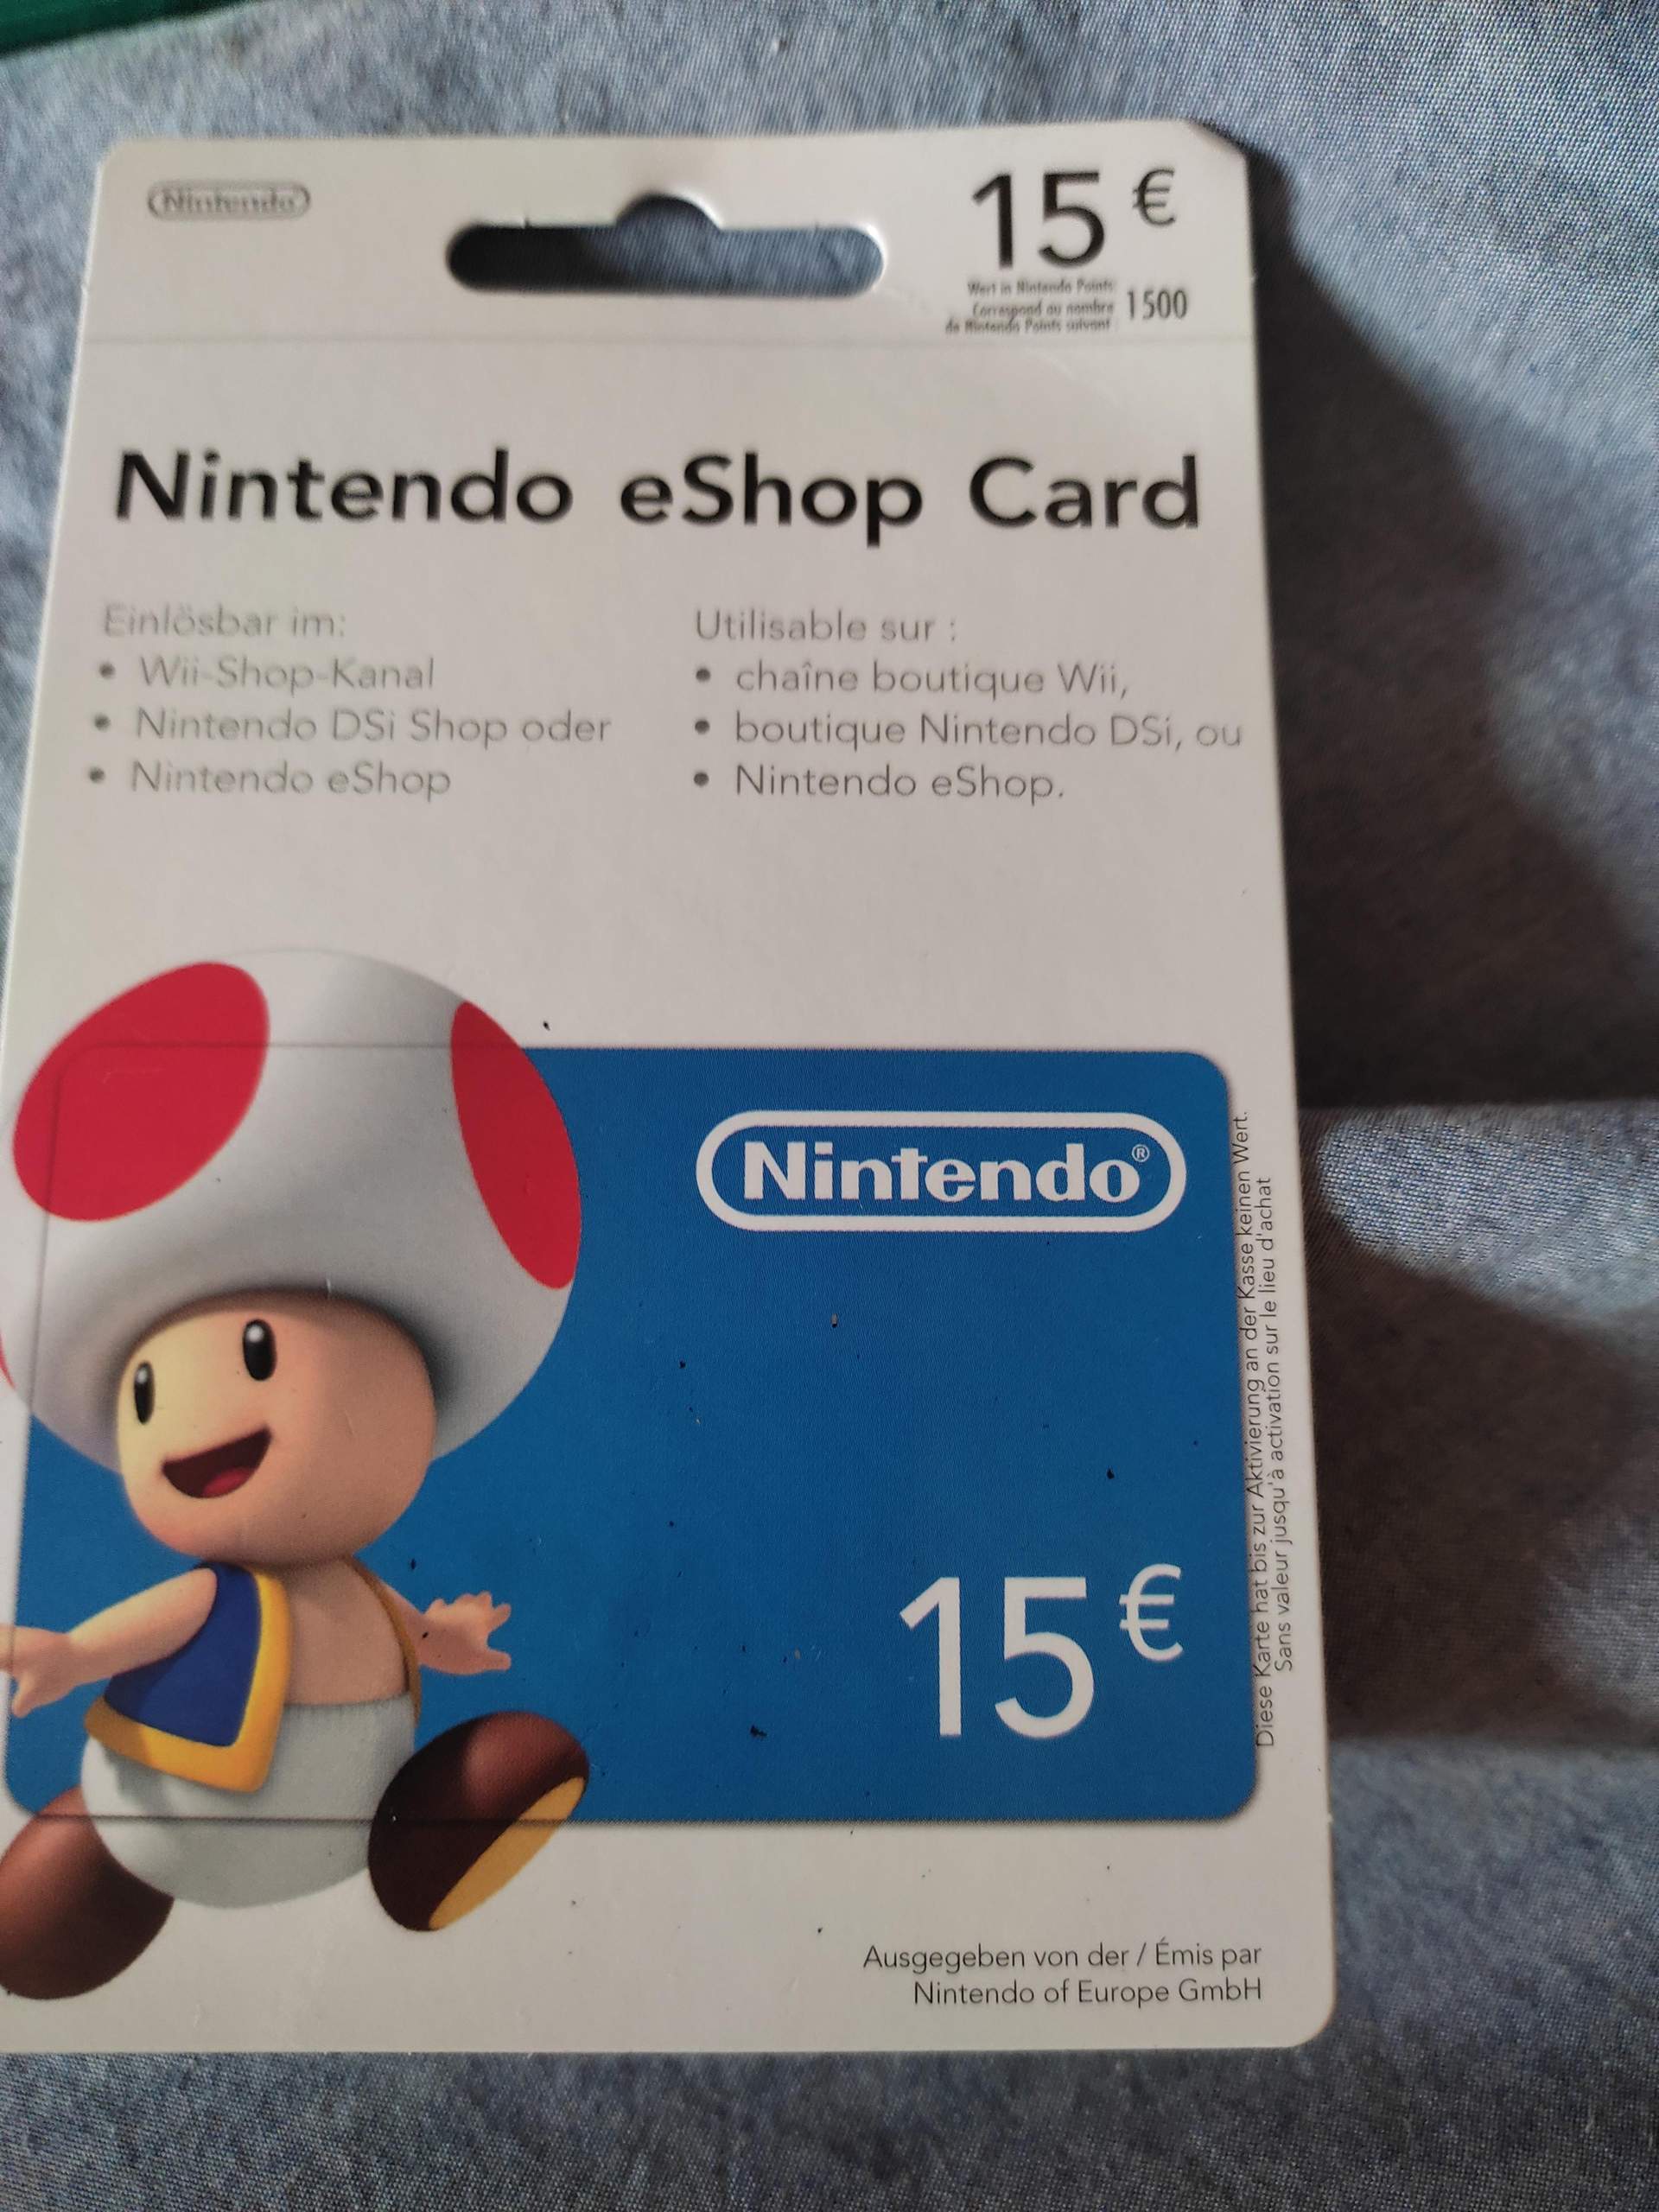 Nintendo
15 €
Wert in Nintendo Points
Correspond au nombre
de Nintendo Points suivant
1500
Nintendo eShop Card
Einlösbar im:
• Wii-Shop-Kanal
• Nintendo DSi Shop oder
• Nintendo eShop
Utilisable sur :
• chaîne boutique Wii,
• boutique Nintendo DSi, ou
• Nintendo eShop.
Nintendo®
15 €
Diese Karte hat bis zur Aktivierung an der Kasse keinen Wert.
Sans valeur jusqu'à activation sur le lieu d'achat
Ausgegeben von der / Émis par
Nintendo of Europe GmbH